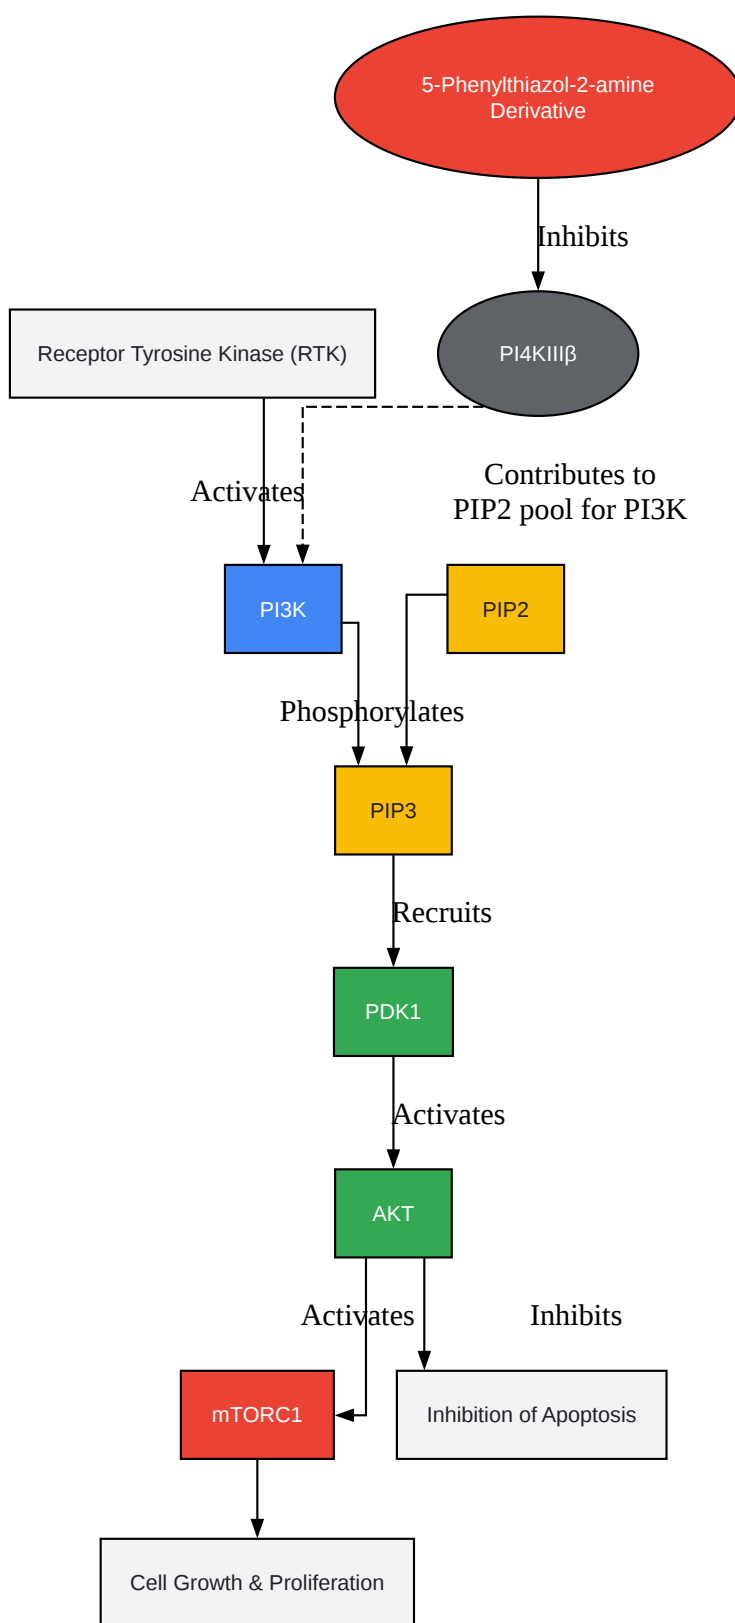 5-Phenylthiazol-2-amine
Derivative
Inhibits
Receptor Tyrosine Kinase (RTK)
PI4KIIIβ
Activates
Contributes to
PIP2 pool for PI3K
PI3K
PIP2
Phosphorylates
PIP3
Recruits
PDK1
Activates
AKT
Activates
Inhibits
mTORC1
Inhibition of Apoptosis
Cell Growth & Proliferation